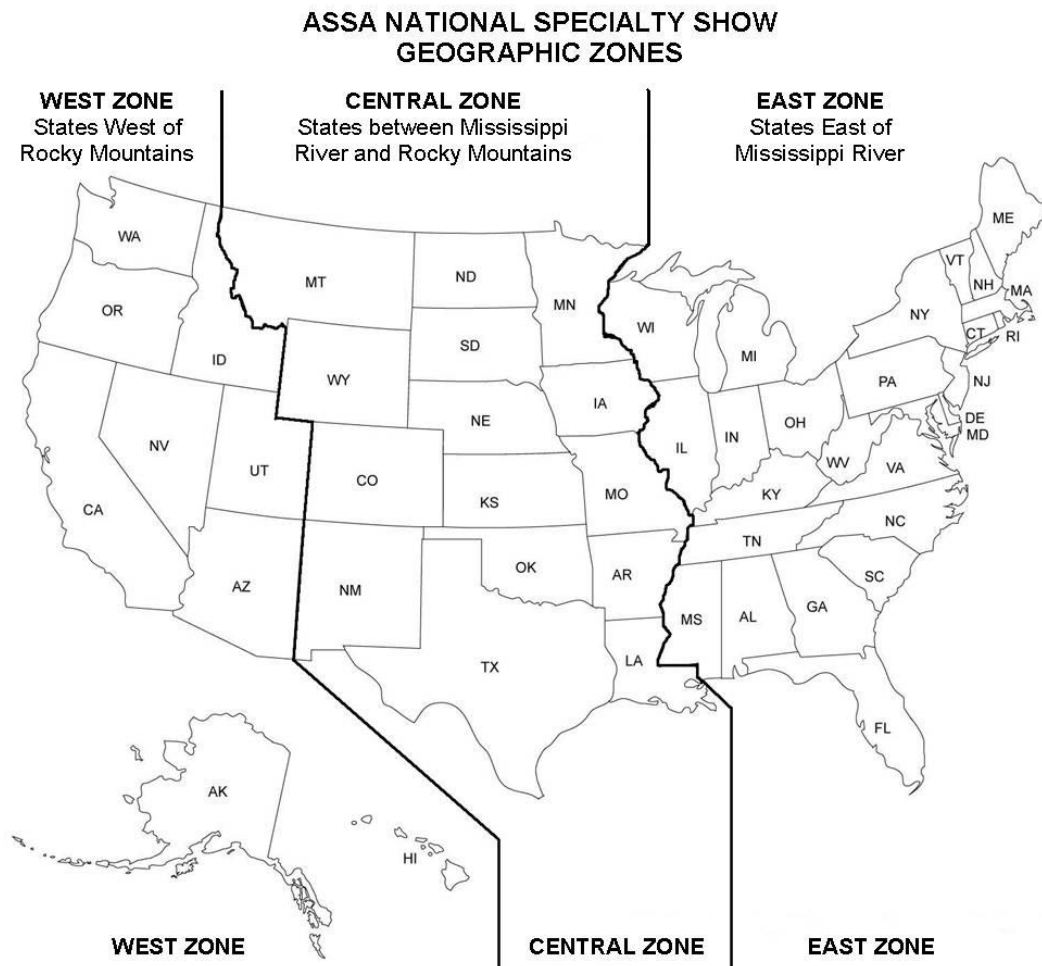 ASSA NATIONAL SPECIALTY SHOW
GEOGRAPHIC ZONES
WEST ZONE
States West of
Rocky Mountains
CENTRAL ZONE
States between Mississippi
River and Rocky Mountains
EAST ZONE
States East of
Mississippi River
WA
OR
ID
MT
WY
NV
UT
CA
AZ
CO
NM
ND
SD
NE
KS
OK
TX
MN
IA
MO
AR
LA
WI
MI
IL
IN
OH
KY
TN
MS
AL
GA
FL
SC
NC
VA
WV
PA
NY
VT
NH
ME
MA
CT
RI
NJ
DE
MD
AK
HI
WEST ZONE
CENTRAL ZONE
EAST ZONE